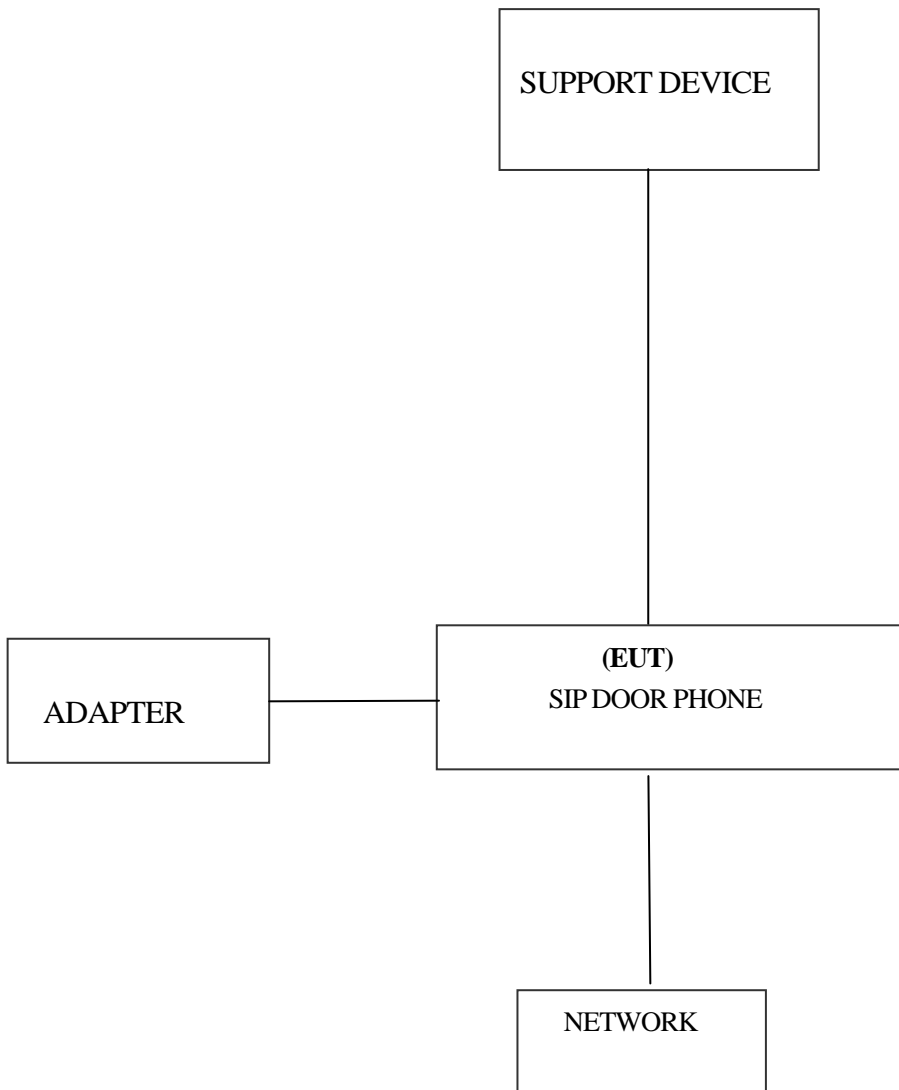 SUPPORT DEVICE
(EUT)
SIP DOOR PHONE
ADAPTER
NETWORK